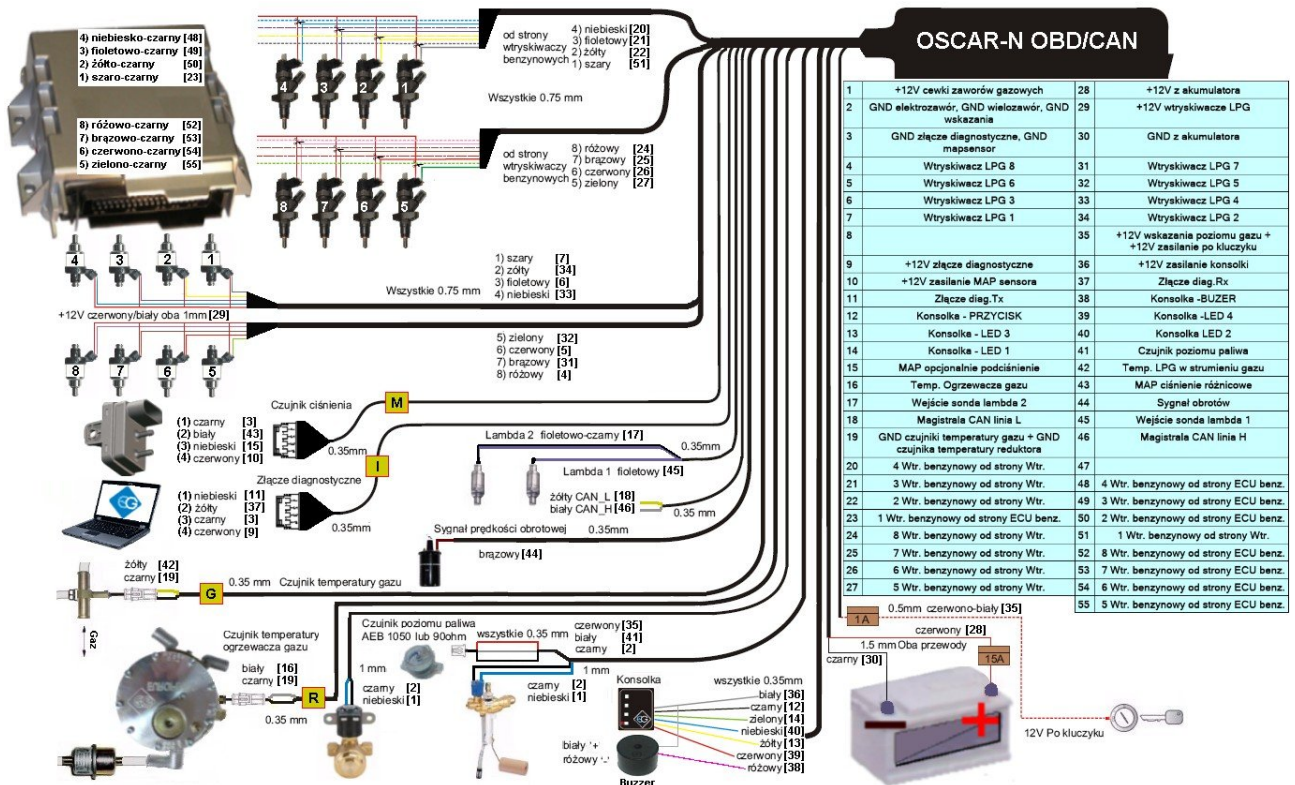 OSCAR-N OBD/CAN
4) niebiesko-czarny [48]
3) fioletowo-czarny [49]
2) żółto-czarny [50]
1) szaro-czarny [23]
8) różowo-czarny [52]
7) brązowo-czarny [53]
6) czerwono-czarny [54]
5) zielono-czarny [55]
4 3 2 1
od strony
wtryskiwaczy
benzynowych
4) niebieski [20]
3) fioletowy [21]
2) żółty [22]
1) szary [51]
Wszystkie 0.75 mm
8 7 6 5
od strony
wtryskiwaczy
benzynowych
8) różowy [24]
7) brązowy [25]
6) czerwony [26]
5) zielony [27]
4 3 2 1
Wszystkie 0.75 mm
1) szary [7]
2) żółty [34]
3) fioletowy [6]
4) niebieski [33]
+12V czerwony/biały oba 1mm [29]
8 7 6 5
5) zielony [32]
6) czerwony [5]
7) brązowy [31]
8) różowy [4]
(1) czarny [3]
(2) biały [43]
(3) niebieski [15]
(4) czerwony [10]
Czujnik ciśnienia
0.35mm
M
(1) niebieski [11]
(2) żółty [37]
(3) czarny [3]
(4) czerwony [9]
Złącze diagnostyczne
0.35mm
I
Lambda 2 fioletowo-czarny [17]
0.35mm
Lambda 1 fioletowy [45]
żółty CAN_L [18]
biały CAN_H [46]
0.35 mm
Sygnał prędkości obrotowej 0.35mm
brązowy [44]
żółty [42]
czarny [19]
G
0.35 mm Czujnik temperatury gazu
Gaz
Czujnik temperatury
ogrzewacza gazu
biały [16]
czarny [19]
R
0.35 mm
Czujnik poziomu paliwa
AEB 1050 lub 90ohm
1 mm
czarny [2]
niebieski [1]
wszystkie 0.35 mm
czerwony [35]
biały [41]
czarny [2]
1 mm
czarny [2]
niebieski [1]
Konsolka
wszystkie 0.35mm
biały [36]
czarny [12]
zielony [14]
niebieski [40]
żółty [13]
czerwony [39]
różowy [38]
biały '+
różowy '-'
Buzzer
0.5mm czerwono-biały [35]
1A
czerwony [28]
1.5 mm Oba przewody
czarny [30]
15A
12V Po kluczyku
1 +12V cewki zaworów gazowych 28 +12V z akumulatora
2 GND elektrozawór, GND wielozawór, GND wskazania 29 +12V wtryskiwacze LPG
3 GND złącze diagnostyczne, GND mapsensor 30 GND z akumulatora
4 Wtryskiwacz LPG 8 31 Wtryskiwacz LPG 7
5 Wtryskiwacz LPG 6 32 Wtryskiwacz LPG 5
6 Wtryskiwacz LPG 3 33 Wtryskiwacz LPG 4
7 Wtryskiwacz LPG 1 34 Wtryskiwacz LPG 2
8 35 +12V wskazania poziomu gazu + +12V zasilanie po kluczyku
9 +12V złącze diagnostyczne 36 +12V zasilanie konsolki
10 +12V zasilanie MAP sensora 37 Złącze diag.Rx
11 Złącze diag.Tx 38 Konsolka -BUZER
12 Konsolka - PRZYCISK 39 Konsolka -LED 4
13 Konsolka - LED 3 40 Konsolka LED 2
14 Konsolka - LED 1 41 Czujnik poziomu paliwa
15 MAP opcjonalnie podciśnienie 42 Temp. LPG w strumieniu gazu
16 Temp. Ogrzewacza gazu 43 MAP ciśnienie różnicowe
17 Wejście sonda lambda 2 44 Sygnał obrotów
18 Magistrala CAN linia L 45 Wejście sonda lambda 1
19 GND czujniki temperatury gazu + GND czujnika temperatury reduktora 46 Magistrala CAN linia H
20 4 Wtr. benzynowy od strony Wtr. 47
21 3 Wtr. benzynowy od strony Wtr. 48 4 Wtr. benzynowy od strony ECU benz.
22 2 Wtr. benzynowy od strony Wtr. 49 3 Wtr. benzynowy od strony ECU benz.
23 1 Wtr. benzynowy od strony ECU benz. 50 2 Wtr. benzynowy od strony ECU benz.
24 8 Wtr. benzynowy od strony Wtr. 51 1 Wtr. benzynowy od strony Wtr.
25 7 Wtr. benzynowy od strony Wtr. 52 8 Wtr. benzynowy od strony ECU benz.
26 6 Wtr. benzynowy od strony Wtr. 53 7 Wtr. benzynowy od strony ECU benz.
27 5 Wtr. benzynowy od strony Wtr. 54 6 Wtr. benzynowy od strony ECU benz.
55 5 Wtr. benzynowy od strony ECU benz.